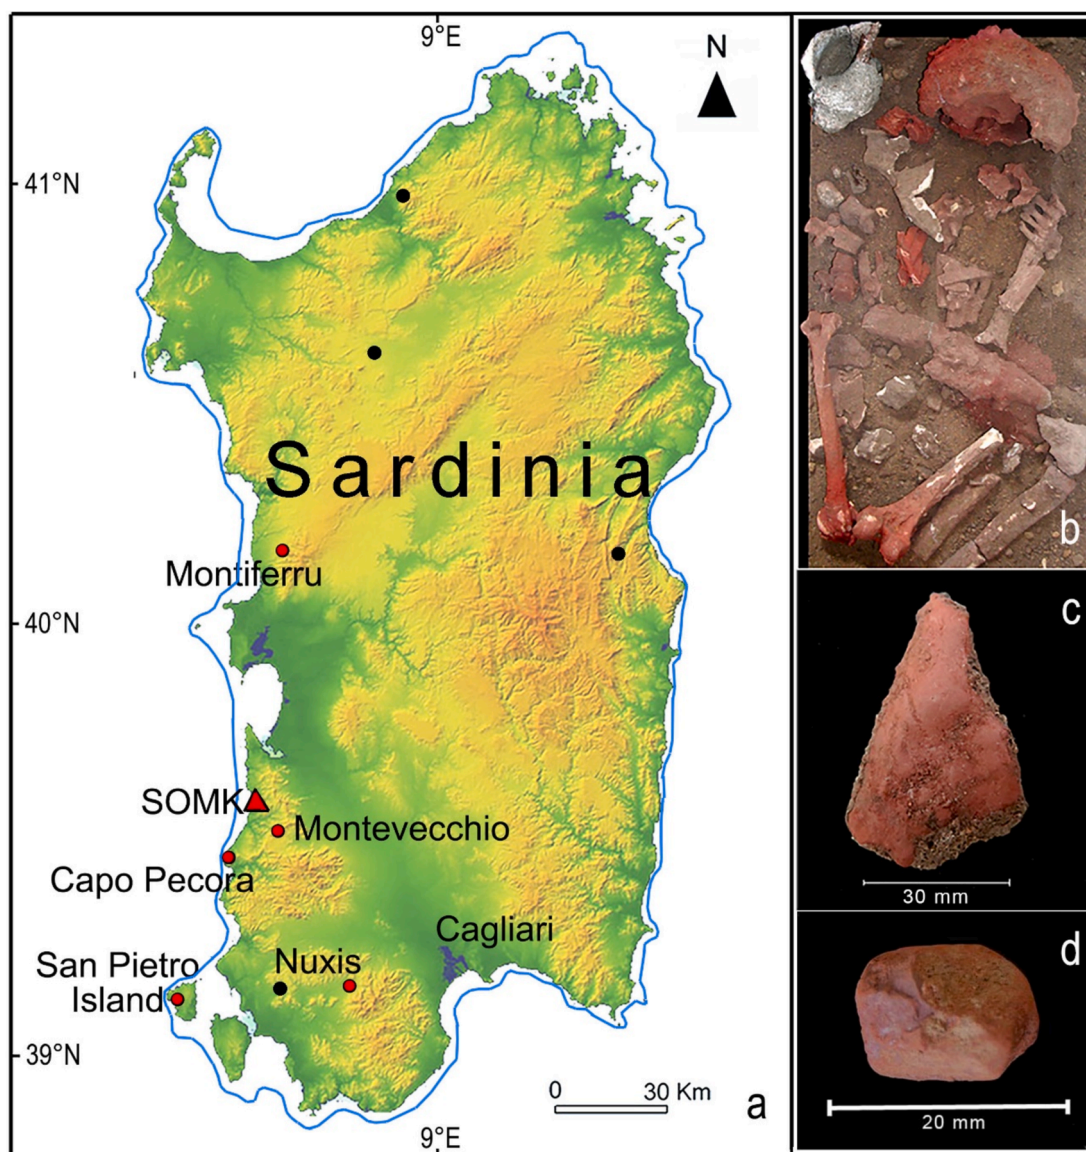 9°E
N
41°N
Sardinia
Montiferru
40°N
SOMK
Montevecchio
Capo Pecora
Cagliari
San Pietro
Island
Nuxis
39°N
0 30 Km
a
9°E
b
c
30 mm
d
20 mm